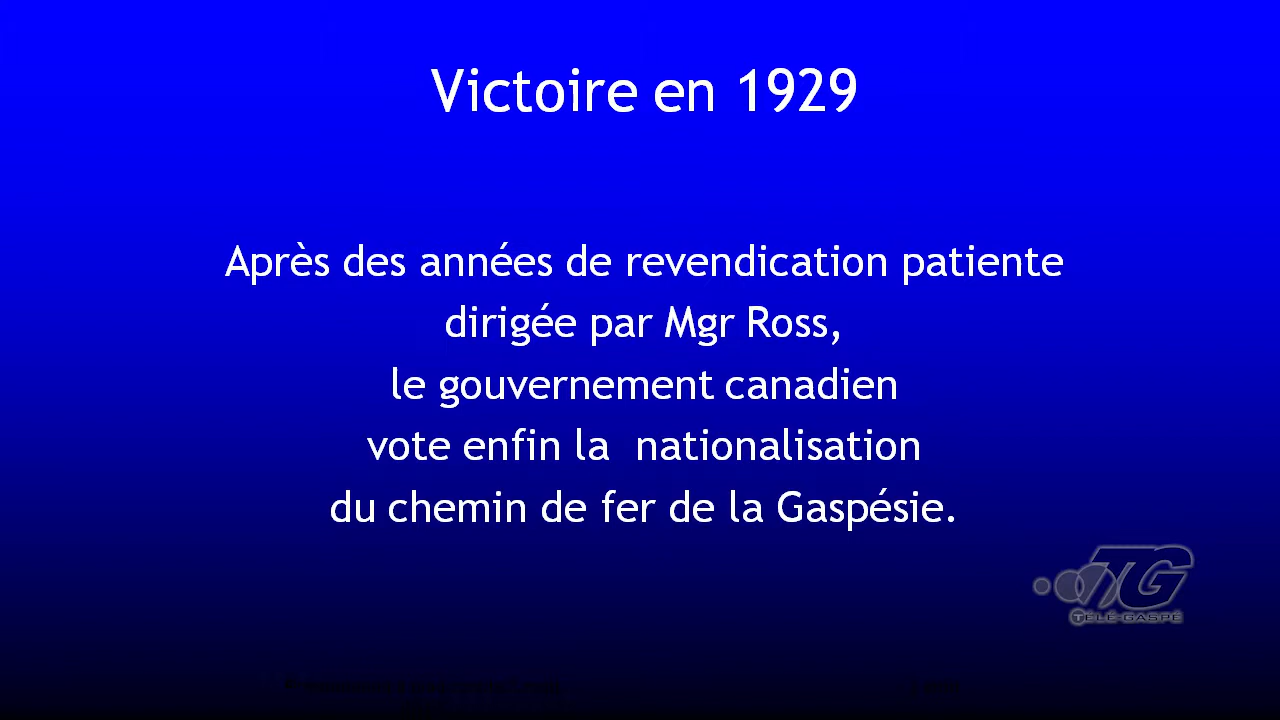 Victoire en 1929
Après des années de revendication patiente
dirigée par Mgr Ross,
le gouvernement canadien
vote enfin la  nationalisation
du chemin de fer de la Gaspésie.
TG
TÉLÉ-GASPÉ